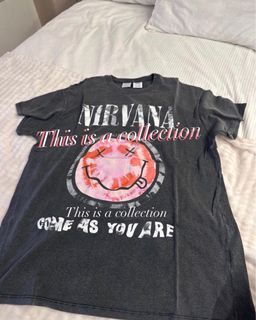 NIRVANA
This is a collection
This is a collection
COME AS YOU ARE